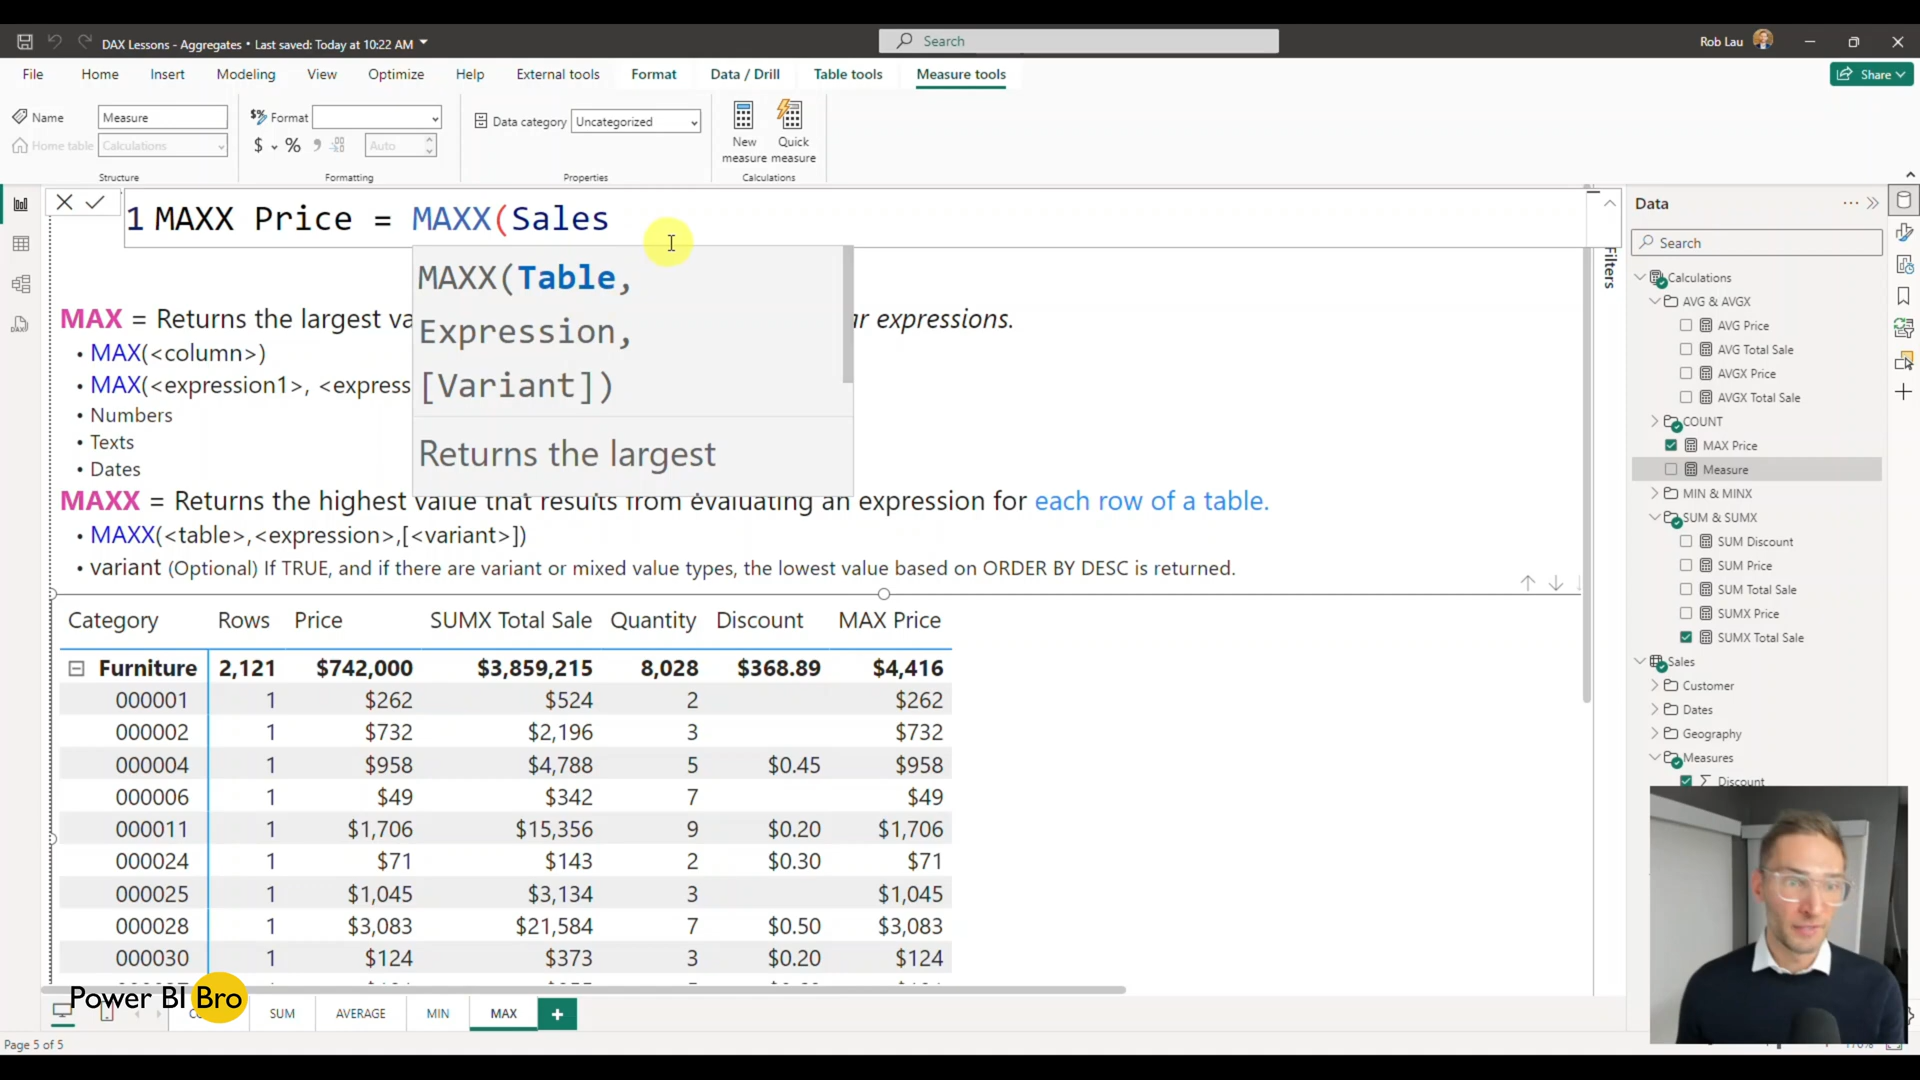 DAX Lessons - Aggregates • Last saved: Today at 10:22 AM
Search
Rob Lau
File Home Insert Modeling View Optimize Help External tools Format Data / Drill Table tools Measure tools
Share
Name Measure
Home table Calculations
Structure
Format
$ % Auto
Formatting
Data category Uncategorized
Properties
New measure
Quick measure
Calculations
1 MAXX Price = MAXX(Sales
MAXX(Table,
Expression,
[Variant])
Returns the largest
MAX = Returns the largest va
ar expressions.
• MAX(<column>)
• MAX(<expression1>, <express
• Numbers
• Texts
• Dates
MAXX = Returns the highest value that results from evaluating an expression for each row of a table.
• MAXX(<table>,<expression>,[<variant>])
• variant (Optional) If TRUE, and if there are variant or mixed value types, the lowest value based on ORDER BY DESC is returned.
Category Rows Price SUMX Total Sale Quantity Discount MAX Price
Furniture 2,121 $742,000 $3,859,215 8,028 $368.89 $4,416
000001 1 $262 $524 2 $262
000002 1 $732 $2,196 3 $732
000004 1 $958 $4,788 5 $0.45 $958
000006 1 $49 $342 7 $49
000011 1 $1,706 $15,356 9 $0.20 $1,706
000024 1 $71 $143 2 $0.30 $71
000025 1 $1,045 $3,134 3 $1,045
000028 1 $3,083 $21,584 7 $0.50 $3,083
000030 1 $124 $373 3 $0.20 $124
Power BI Bro
SUM AVERAGE MIN MAX +
Page 5 of 5
Filters
Data
Search
Calculations
AVG & AVGX
AVG Price
AVG Total Sale
AVGX Price
AVGX Total Sale
COUNT
MAX Price
Measure
MIN & MINX
SUM & SUMX
SUM Discount
SUM Price
SUM Total Sale
SUMX Price
SUMX Total Sale
Sales
Customer
Dates
Geography
Measures
Discount